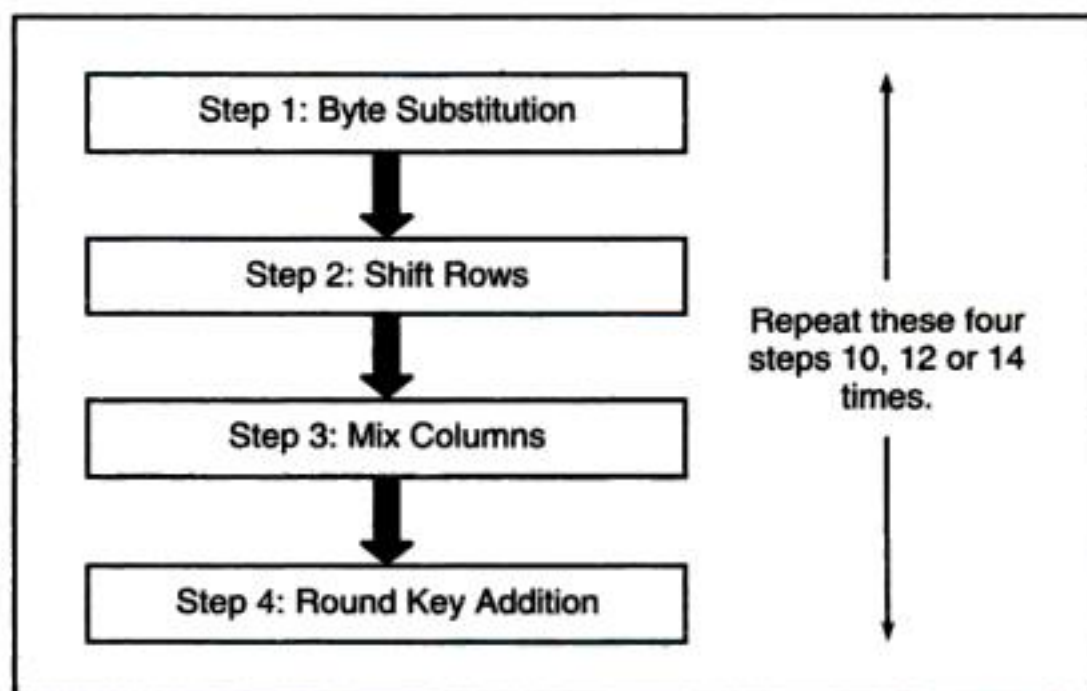 Step 1: Byte Substitution
Step 2: Shift Rows
Step 3: Mix Columns
Step 4: Round Key Addition
Repeat these four
steps 10, 12 or 14
times.